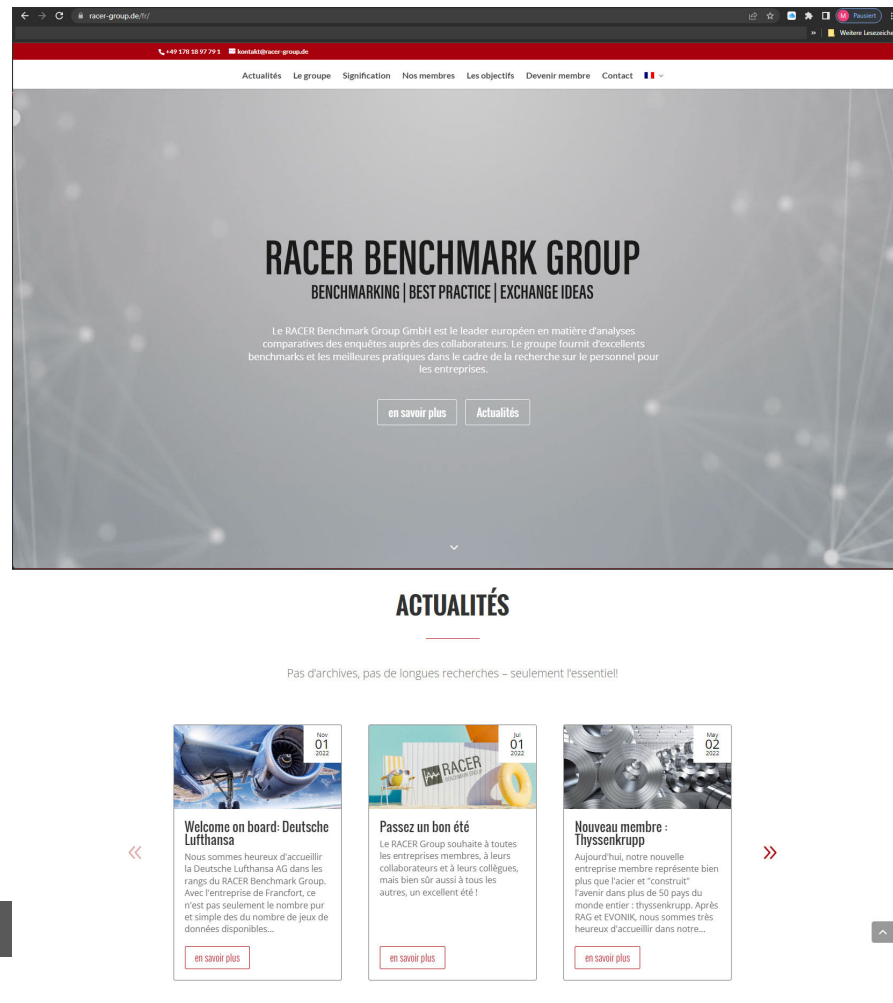 racer-group.de/fr/
M Pausiert
» Weitere Lesezeiche
+49 178 18 97 79 1 kontakt@racer-group.de
Actualités Le groupe Signification Nos membres Les objectifs Devenir membre Contact
RACER BENCHMARK GROUP
BENCHMARKING | BEST PRACTICE | EXCHANGE IDEAS
Le RACER Benchmark Group GmbH est le leader européen en matière d'analyses
comparatives des enquêtes auprès des collaborateurs. Le groupe fournit d'excellents
benchmarks et les meilleures pratiques dans le cadre de la recherche sur le personnel pour
les entreprises.
en savoir plus Actualités
ACTUALITÉS
Pas d'archives, pas de longues recherches – seulement l'essentiel!
Nov
01
2022
Welcome on board: Deutsche
Lufthansa
Nous sommes heureux d'accueillir
la Deutsche Lufthansa AG dans les
rangs du RACER Benchmark Group.
Avec l'entreprise de Francfort, ce
n'est pas seulement le nombre pur
et simple des du nombre de jeux de
données disponibles...
en savoir plus
Jul
01
2022
RACER
BENCHMARK GROUP
Passez un bon été
Le RACER Group souhaite à toutes
les entreprises membres, à leurs
collaborateurs et à leurs collègues,
mais bien sûr aussi à tous les
autres, un excellent été !
en savoir plus
May
02
2022
Nouveau membre :
Thyssenkrupp
Aujourd'hui, notre nouvelle
entreprise membre représente bien
plus que l'acier et "construit"
l'avenir dans plus de 50 pays du
monde entier : thyssenkrupp. Après
RAG et EVONIK, nous sommes très
heureux d'accueillir dans notre...
en savoir plus